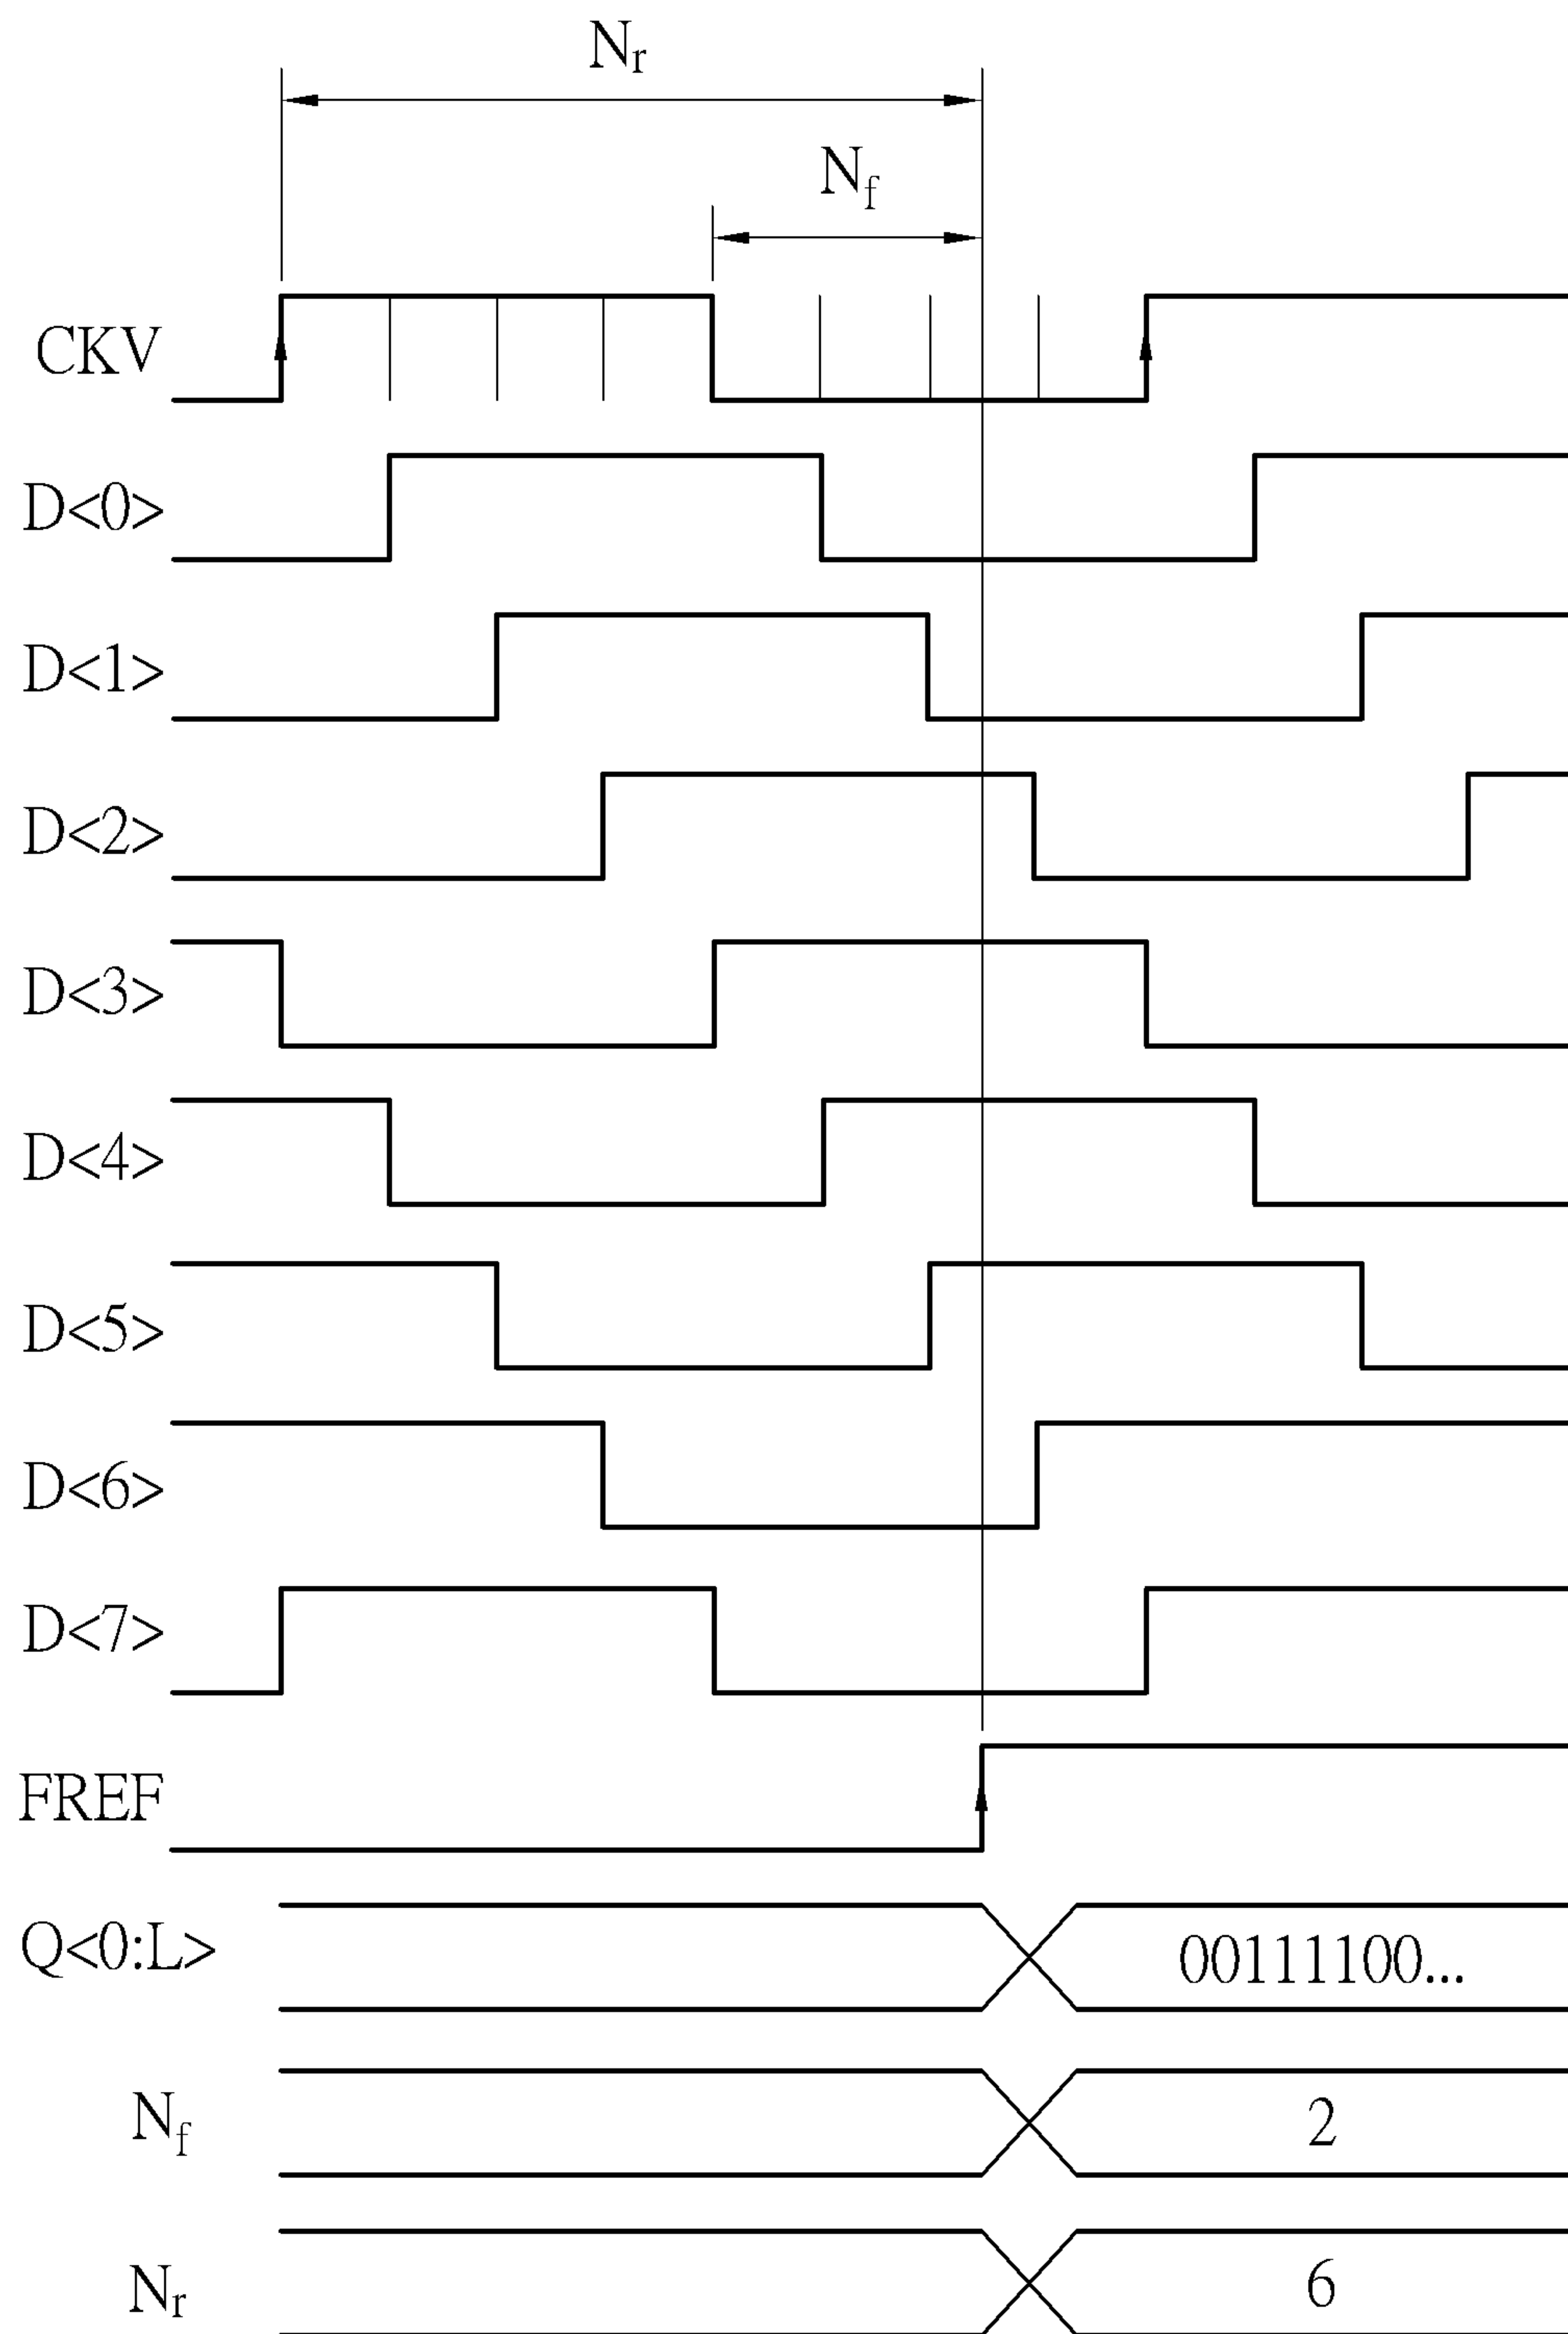 Nr
Nf
CKV
D<0>
D<1>
D<2>
D<3>
D<4>
D<5>
D<6>
D<7>
FREF
Q<0:L> 00111100...
Nf 2
Nr 6